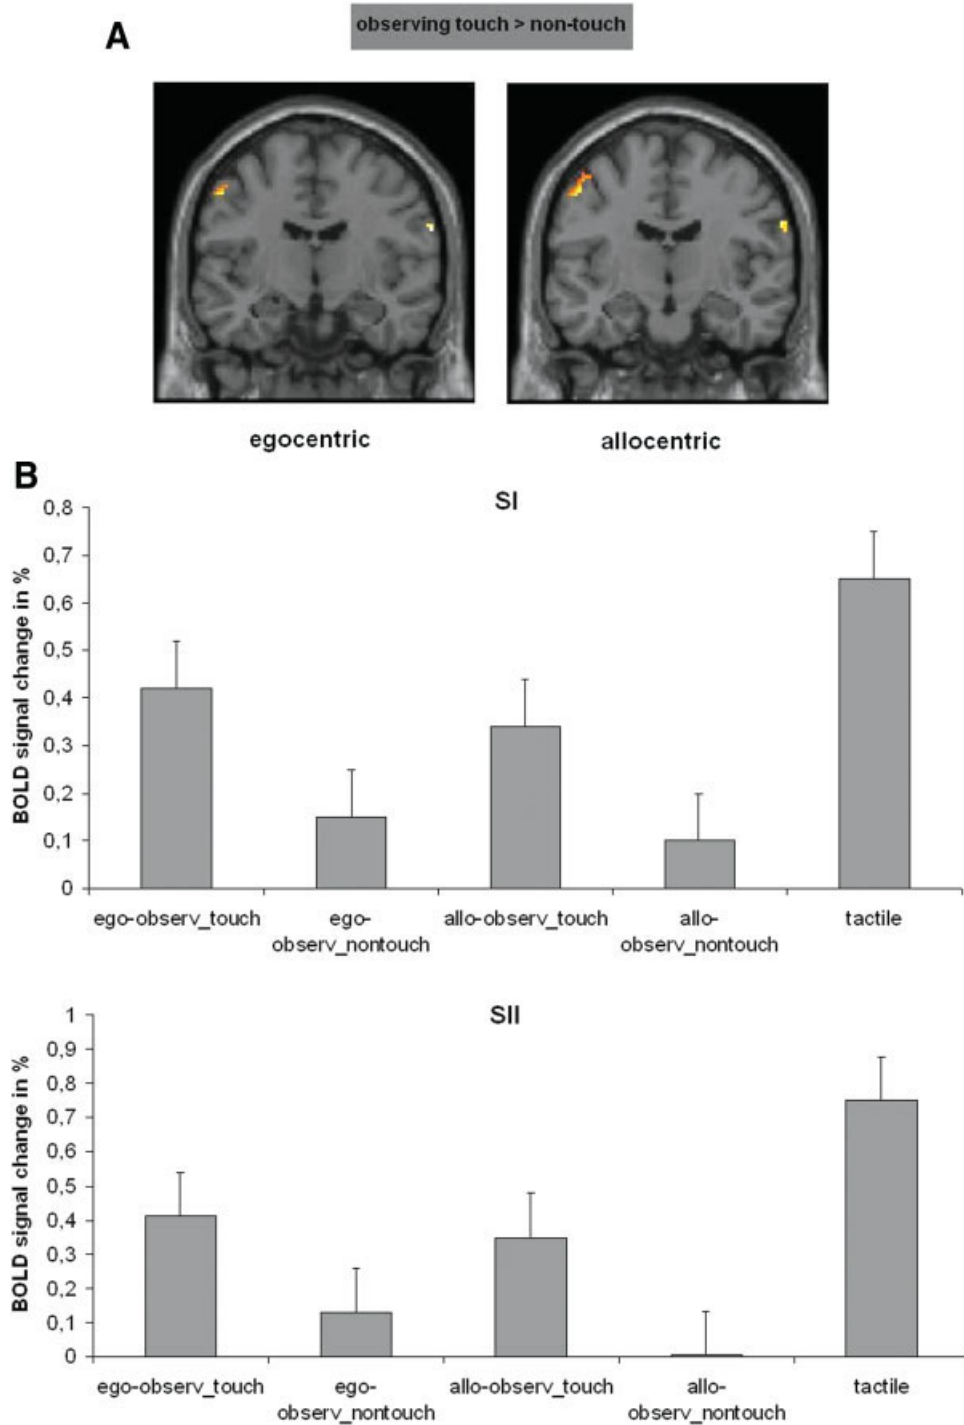 observing touch > non-touch
A
egocentric
allocentric
B
SI
BOLD signal change in %
0,8
0,7
0,6
0,5
0,4
0,3
0,2
0,1
0
ego-observ_touch
ego-
observ_nontouch
allo-observ_touch
allo-
observ_nontouch
tactile
SII
BOLD signal change in %
1
0,9
0,8
0,7
0,6
0,5
0,4
0,3
0,2
0,1
0
ego-observ_touch
ego-
observ_nontouch
allo-observ_touch
allo-
observ_nontouch
tactile